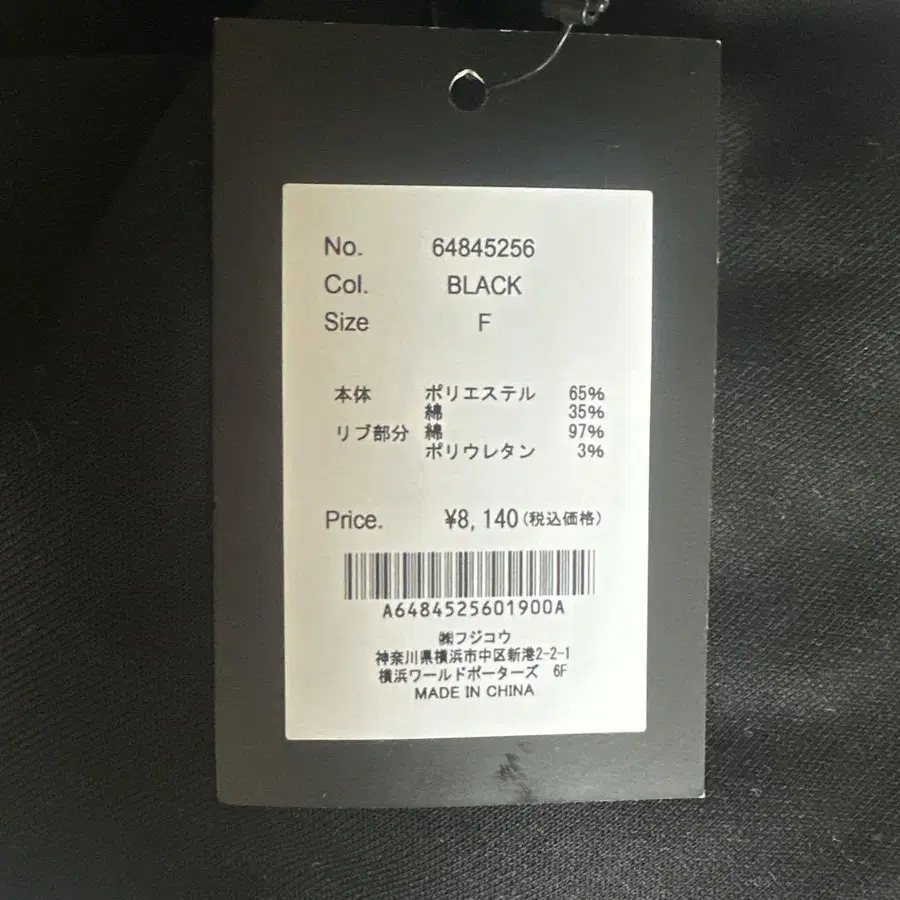 No. 64845256
Col. BLACK
Size F
本体 ポリエステル 65%
綿 35%
リブ部分 綿 97%
ポリウレタン 3%
Price. ¥8,140(税込価格)
A6484525601900A
㈱フジコウ
神奈川県横浜市中区新港2-2-1
横浜ワールドポーターズ 6F
MADE IN CHINA